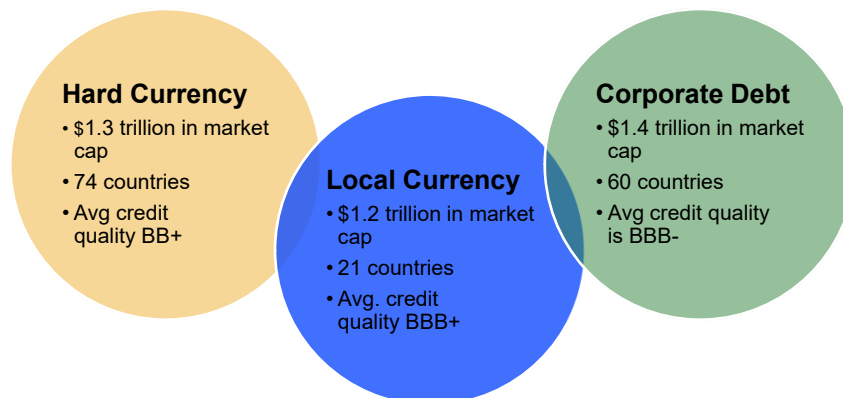 Hard Currency
• $1.3 trillion in market
cap
• 74 countries
• Avg credit
quality BB+
Local Currency
• $1.2 trillion in market
cap
• 21 countries
• Avg. credit
quality BBB+
Corporate Debt
• $1.4 trillion in market
cap
• 60 countries
• Avg credit quality
is BBB-